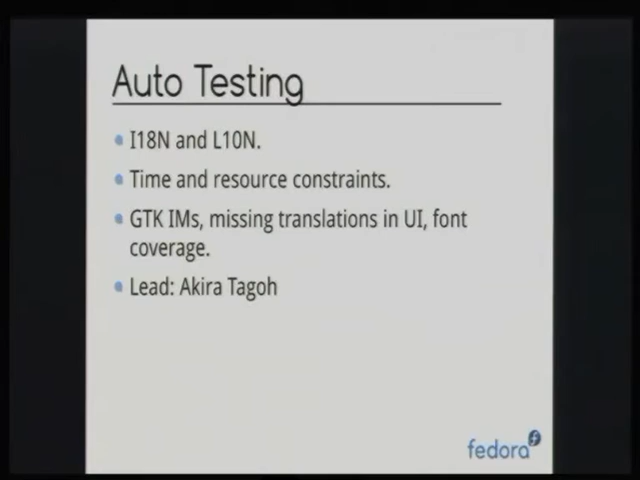 Auto Testing
I18N and L10N.
Time and resource constraints.
GTK IMs, missing translations in UI, font
coverage.
Lead: Akira Tagoh
fedora